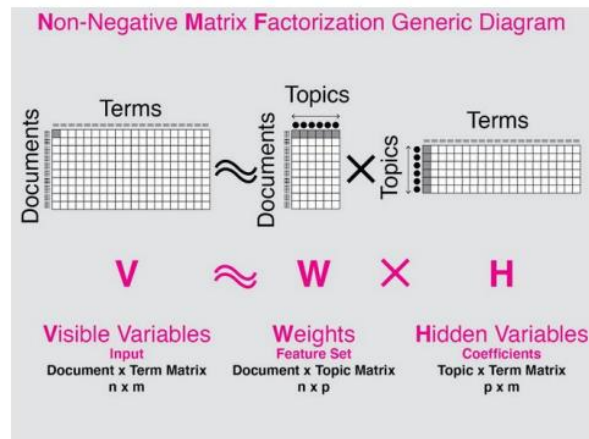 Non-Negative Matrix Factorization Generic Diagram
Terms
Documents
≈
Topics
Documents
×
Terms
Topics
V ≈ W × H
Visible Variables
Input
Document x Term Matrix
n x m
Weights
Feature Set
Document x Topic Matrix
n x p
Hidden Variables
Coefficients
Topic x Term Matrix
p x m